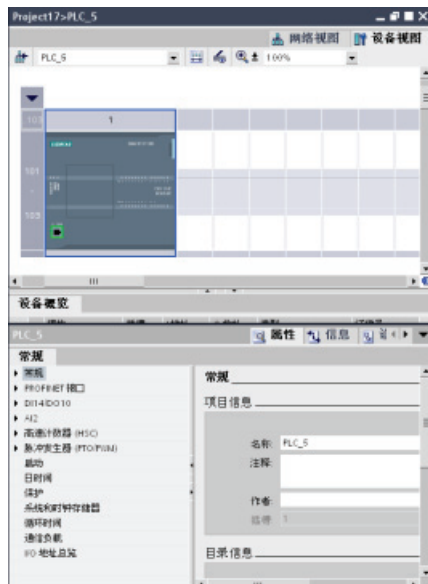 Project17>PLC_5
网络视图 设备视图
PLC_5 100%
103 1
SIEMENS
101
103
设备概览
PLC_5 属性 信息
常规
常规
PROFINET 接口
DI14/DO10
AI2
高速计数器 (HSC)
脉冲发生器 (PTO/PWM)
启动
日时间
保护
系统和时钟存储器
循环时间
通信负载
I/O 地址总览
常规
项目信息
名称: PLC_5
注释:
作者:
插槽: 1
目录信息